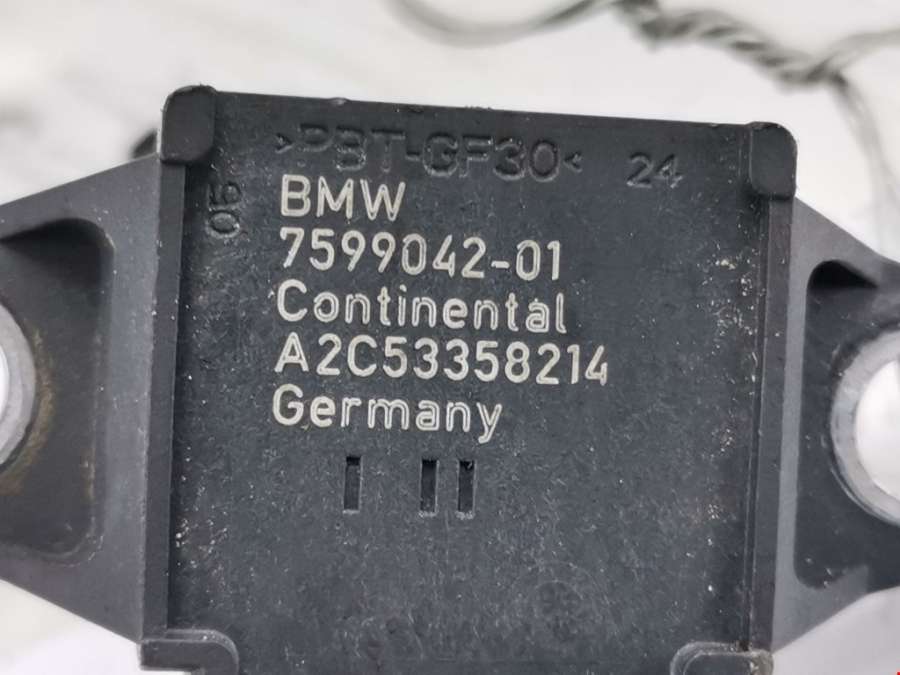 >PBT-GF30< 24
05
BMW
7599042-01
Continental
A2C53358214
Germany